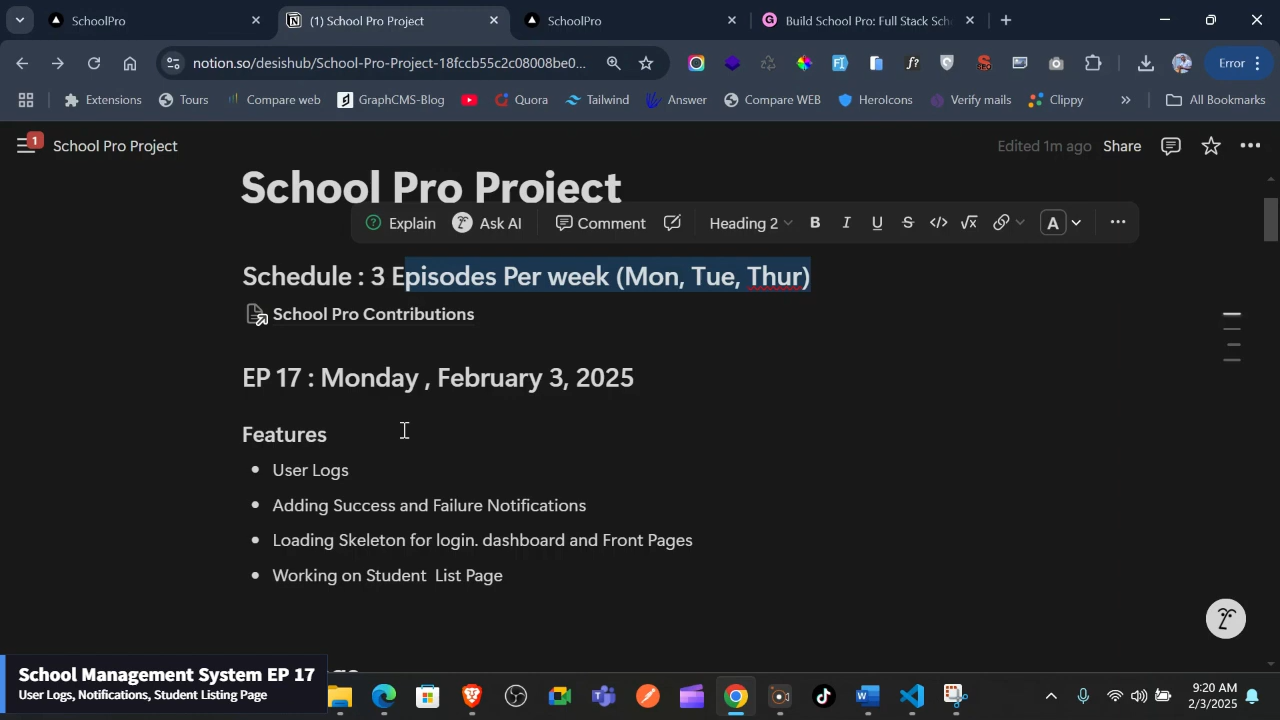 SchoolPro
(1) School Pro Project
SchoolPro
Build School Pro: Full Stack Sch
notion.so/desishub/School-Pro-Project-18fccb55c2c08008be0...
Error
Extensions
Tours
Compare web
GraphCMS-Blog
Quora
Tailwind
Answer
Compare WEB
HeroIcons
Verify mails
Clippy
»
All Bookmarks
1
School Pro Project
Edited 1m ago
Share
School Pro Project
Explain
Ask AI
Comment
Heading 2
B
I
U
S
</>
√x
A
Schedule : 3 Episodes Per week (Mon, Tue, Thur)
School Pro Contributions
EP 17 : Monday , February 3, 2025
Features
• User Logs
• Adding Success and Failure Notifications
• Loading Skeleton for login. dashboard and Front Pages
• Working on Student  List Page
School Management System EP 17
User Logs, Notifications, Student Listing Page
9:20 AM
2/3/2025